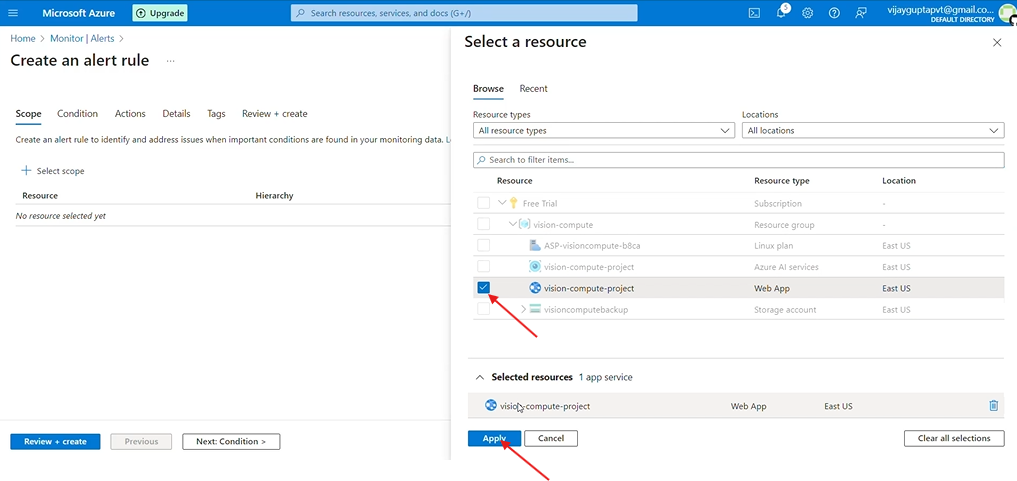 Microsoft Azure
Upgrade
Search resources, services, and docs (G+/)
5
vijayguptapvt@gmail.co...
DEFAULT DIRECTORY
Home > Monitor | Alerts >
Create an alert rule ...
Scope Condition Actions Details Tags Review + create
Create an alert rule to identify and address issues when important conditions are found in your monitoring data.
+ Select scope
Resource Hierarchy
No resource selected yet
Review + create Previous Next: Condition >
Select a resource
Browse Recent
Resource types Locations
All resource types All locations
Search to filter items...
Resource Resource type Location
Free Trial Subscription -
vision-compute Resource group -
ASP-visioncompute-b8ca Linux plan East US
vision-compute-project Azure AI services East US
vision-compute-project Web App East US
visioncomputebackup Storage account East US
Selected resources 1 app service
vision-compute-project Web App East US
Apply Cancel Clear all selections